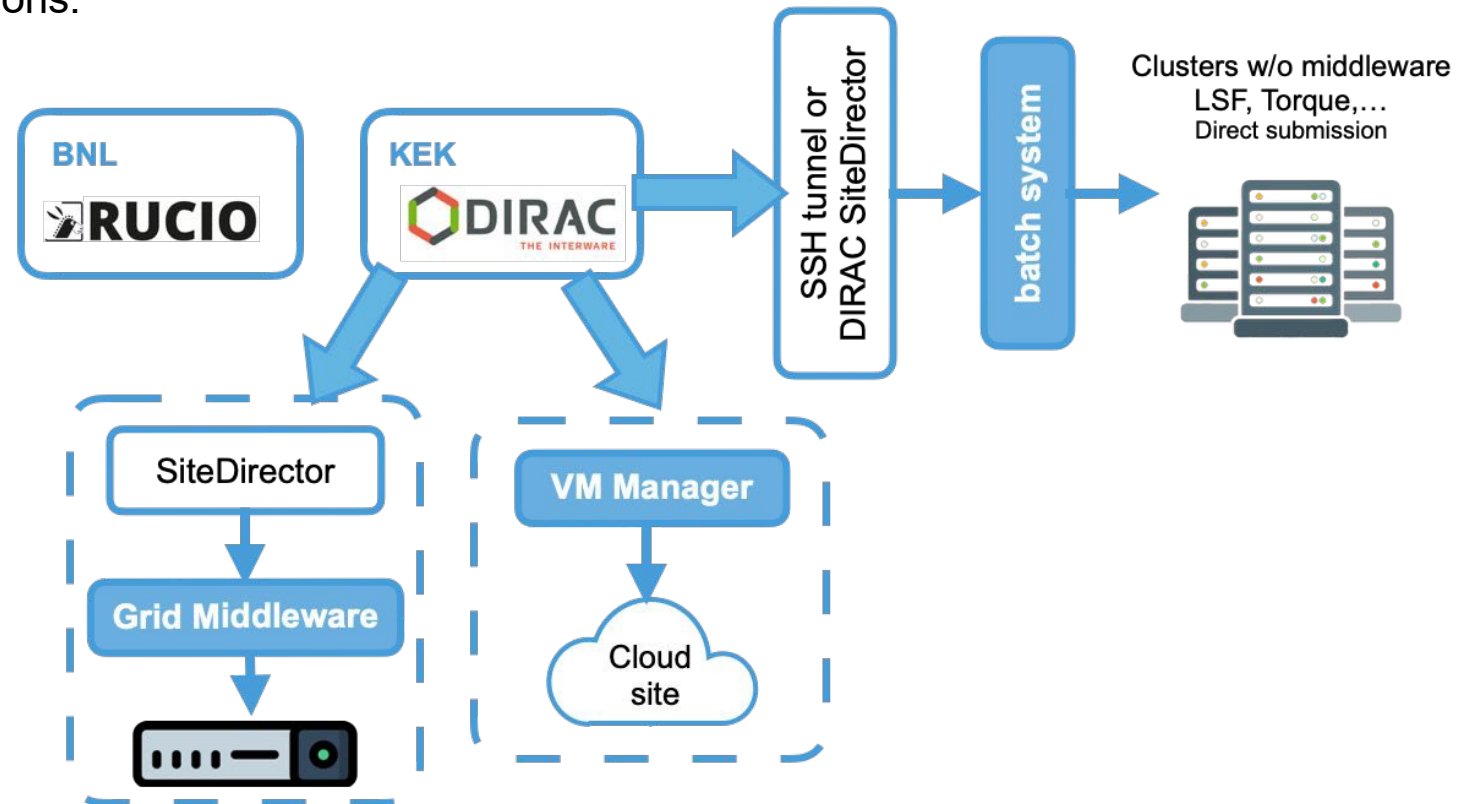 ons.
BNL
RUCIO
KEK
DIRAC
THE INTERWARE
SSH tunnel or
DIRAC SiteDirector
batch system
Clusters w/o middleware
LSF, Torque,…
Direct submission
SiteDirector
Grid Middleware
VM Manager
Cloud
site